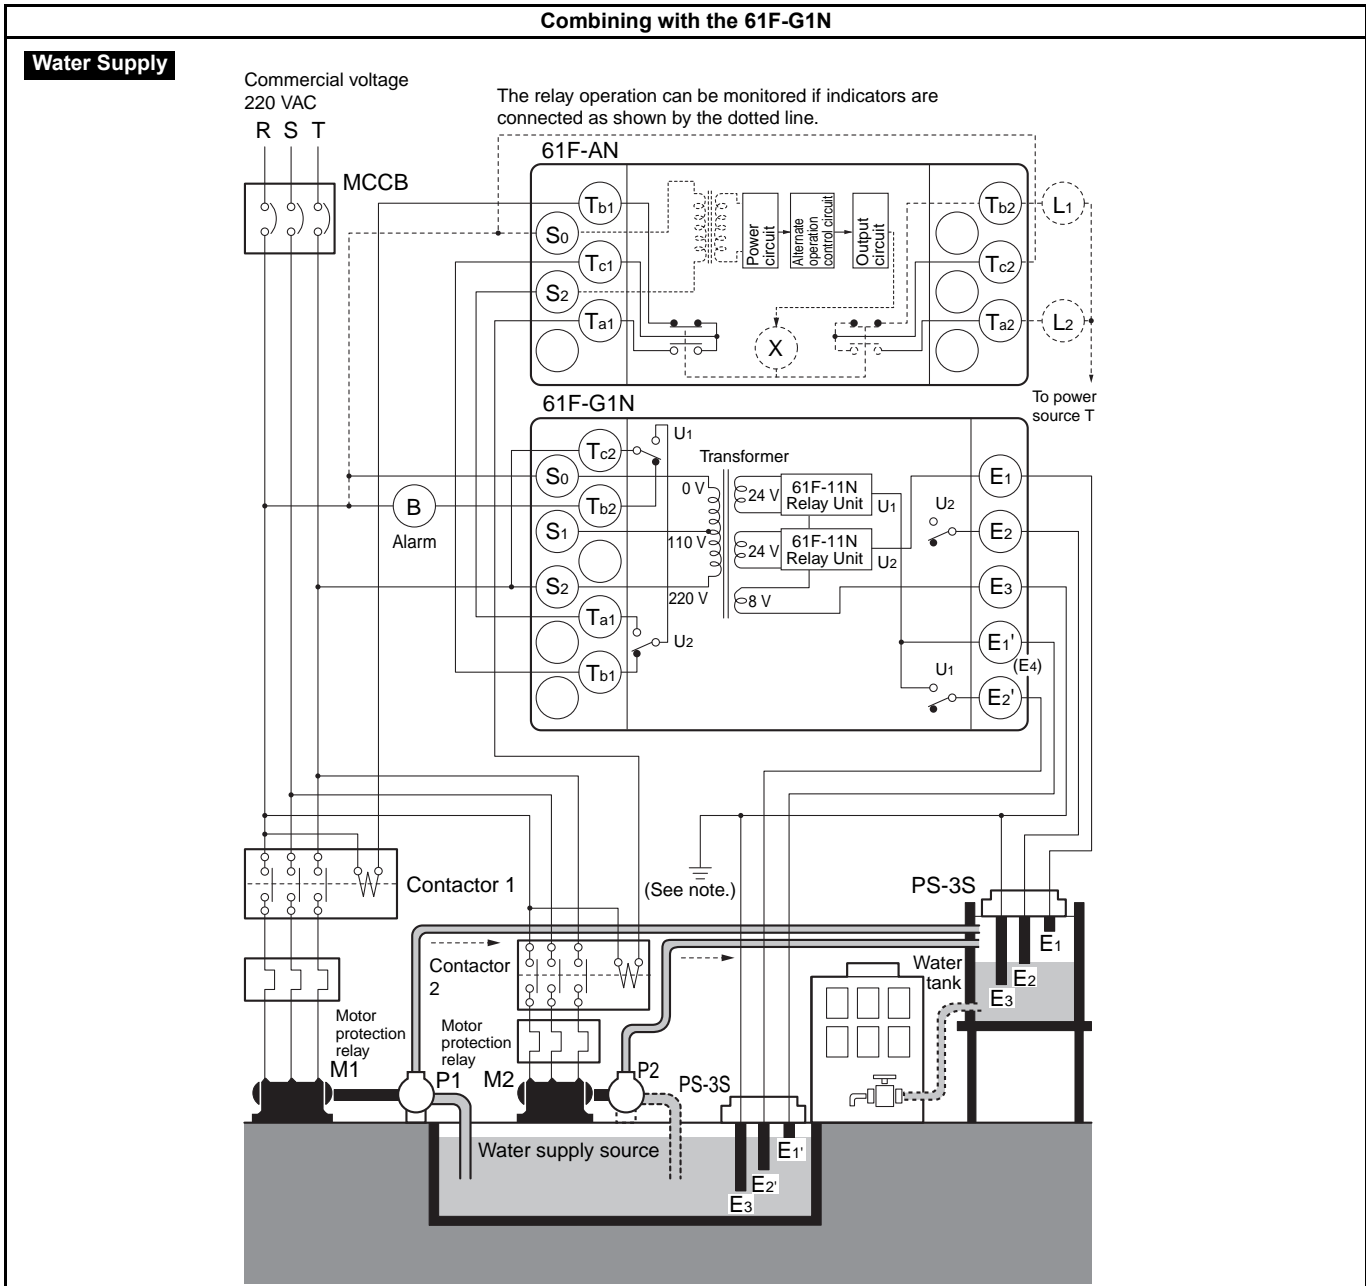 Combining with the 61F-G1N
Water Supply
Commercial voltage
220 VAC
R S T
The relay operation can be monitored if indicators are
connected as shown by the dotted line.
MCCB
61F-AN
Tb1
S0
Tc1
S2
Ta1
Power
circuit
Alternate
operation
control circuit
Output
circuit
X
Tb2
L1
Tc2
Ta2
L2
To power
source T
61F-G1N
Tc2
U1
Transformer
S0
0 V
24 V
61F-11N
Relay Unit
U1
E1
B
Alarm
Tb2
U2
S1
110 V
24 V
61F-11N
Relay Unit
U2
E2
S2
220 V
8 V
E3
Ta1
U2
E1'
(E4)
Tb1
U1
E2'
Contactor 1
(See note.)
PS-3S
E1
E2
E3
Water
tank
Contactor
2
Motor
protection
relay
M1
P1
Motor
protection
relay
M2
P2
PS-3S
Water supply source
E1'
E2'
E3